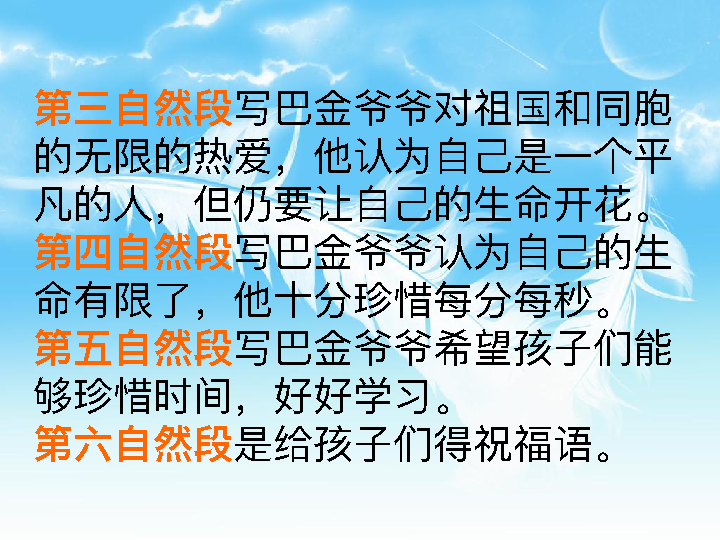 第三自然段写巴金爷爷对祖国和同胞
的无限的热爱，他认为自己是一个平
凡的人，但仍要让自己的生命开花。
第四自然段写巴金爷爷认为自己的生
命有限了，他十分珍惜每分每秒。
第五自然段写巴金爷爷希望孩子们能
够珍惜时间，好好学习。
第六自然段是给孩子们得祝福语。